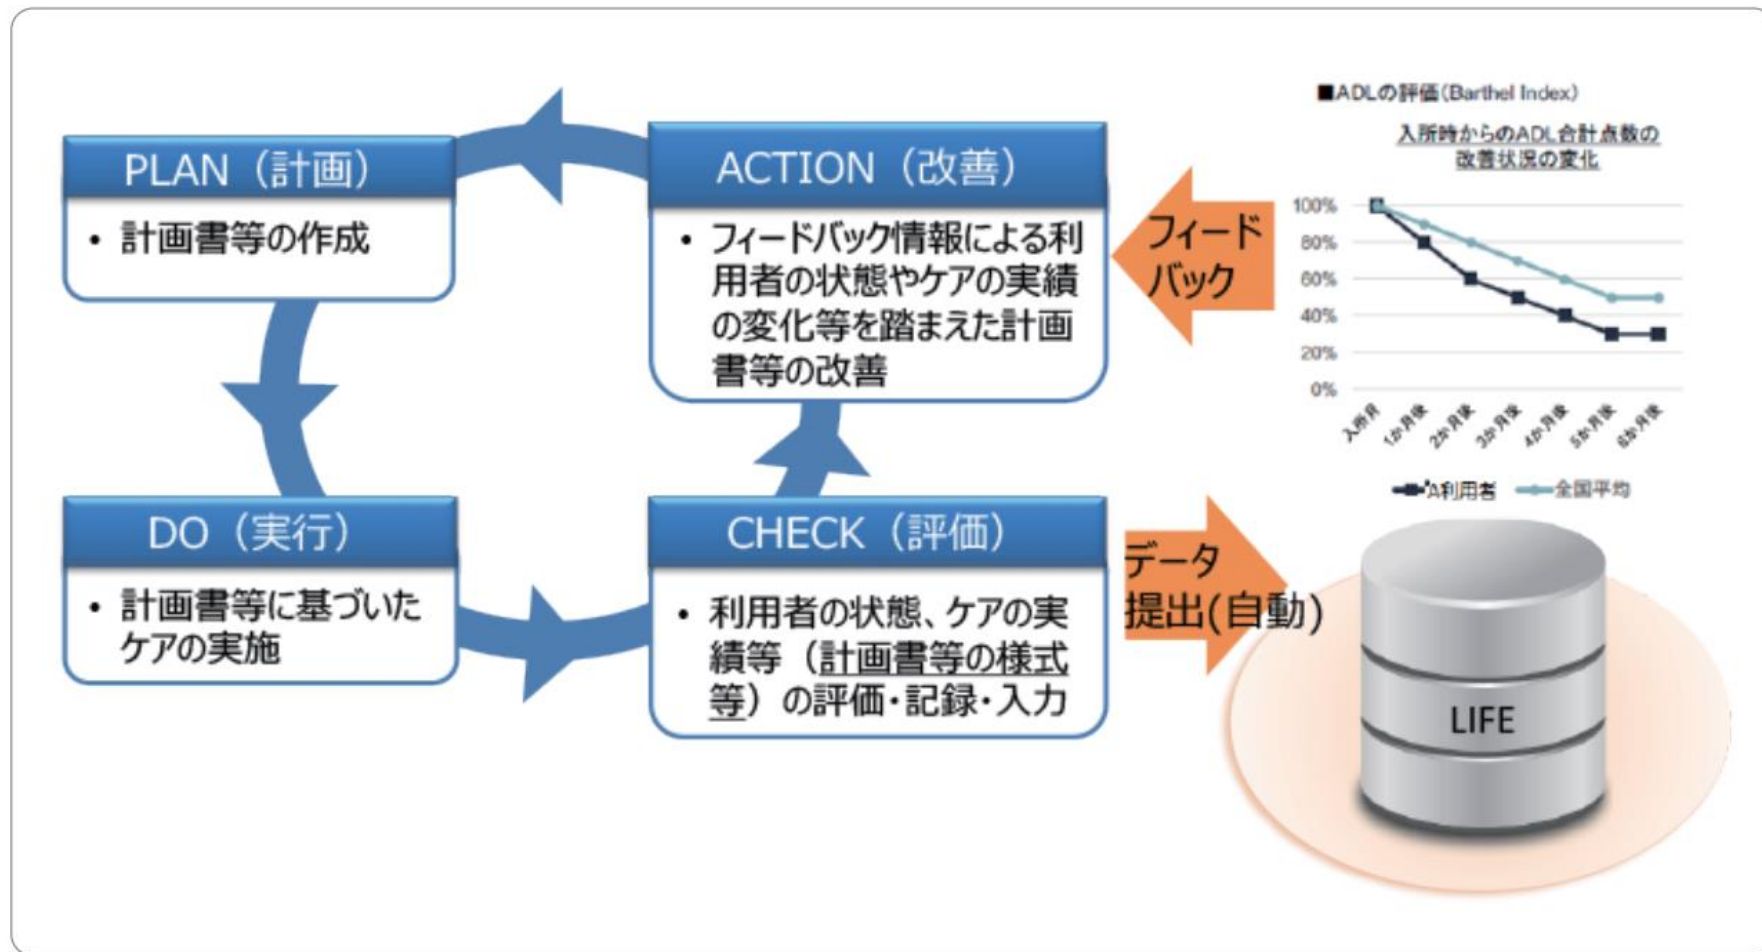 PLAN（計画）
• 計画書等の作成
ACTION（改善）
• フィードバック情報による利
用者の状態やケアの実績
の変化等を踏まえた計画
書等の改善
フィード
バック
■ADLの評価(Barthel Index)
入所時からのADL合計点数の
改善状況の変化
100%
80%
60%
40%
20%
0%
入所月
1か月後
2か月後
3か月後
4か月後
5か月後
6か月後
A利用者
全国平均
DO（実行）
• 計画書等に基づいた
ケアの実施
CHECK（評価）
• 利用者の状態、ケアの実
績等（計画書等の様式
等）の評価・記録・入力
データ
提出(自動)
LIFE